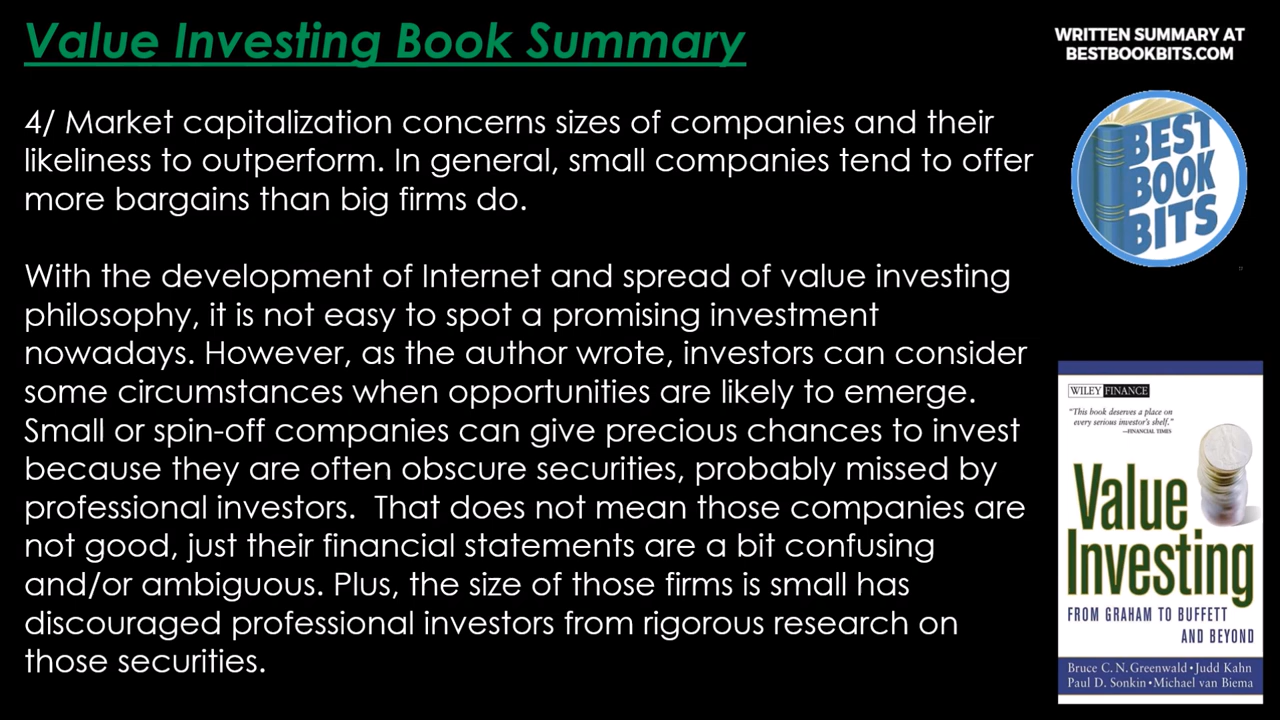 Value Investing Book Summary
WRITTEN SUMMARY AT
BESTBOOKBITS.COM
4/ Market capitalization concerns sizes of companies and their
likeliness to outperform. In general, small companies tend to offer
more bargains than big firms do.
BEST
BOOK
BITS
With the development of Internet and spread of value investing
philosophy, it is not easy to spot a promising investment
nowadays. However, as the author wrote, investors can consider
some circumstances when opportunities are likely to emerge.
Small or spin-off companies can give precious chances to invest
because they are often obscure securities, probably missed by
professional investors.  That does not mean those companies are
not good, just their financial statements are a bit confusing
and/or ambiguous. Plus, the size of those firms is small has
discouraged professional investors from rigorous research on
those securities.
WILEY FINANCE
"This book deserves a place on
every serious investor's shelf."
—FINANCIAL TIMES
Value
Investing
FROM GRAHAM TO BUFFETT
AND BEYOND
Bruce C. N. Greenwald • Judd Kahn
Paul D. Sonkin • Michael van Biema